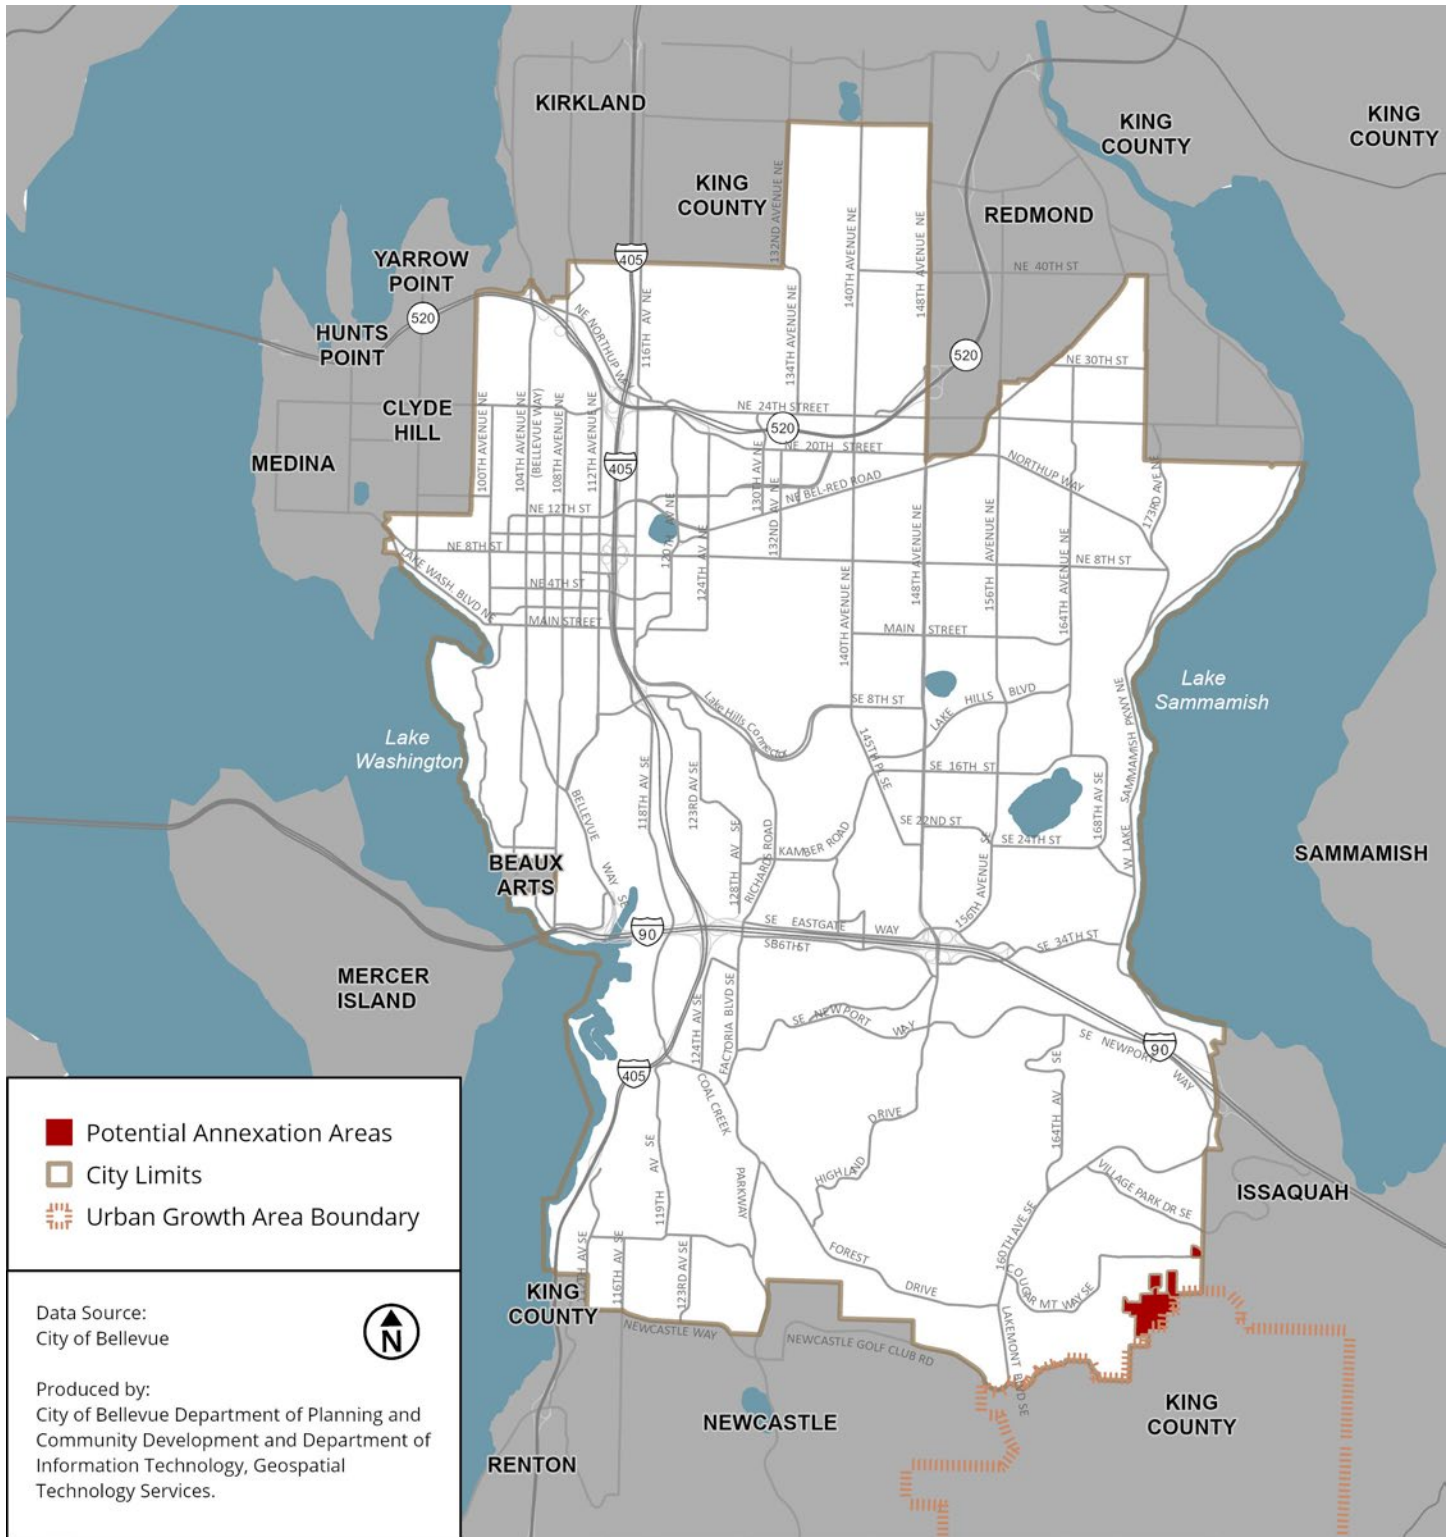 KIRKLAND
KING
COUNTY
KING
COUNTY
KING
COUNTY
REDMOND
YARROW
POINT
HUNTS
POINT
CLYDE
HILL
MEDINA
405
520
520
520
405
132ND AVENUE NE
140TH AVENUE NE
148TH AVENUE NE
NE 40TH ST
116TH AV NE
NE NORTHUP WAY
134TH AVENUE NE
NE 30TH ST
NE 24TH STREET
NE 20TH STREET
100TH AVENUE NE
104TH AVENUE NE
(BELLEVUE WAY)
108TH AVENUE NE
112TH AVENUE NE
130TH AV NE
132ND AV NE
NE BEL-RED ROAD
NORTHUP WAY
173RD AVE NE
NE 12TH ST
120TH AV NE
124TH AV NE
NE 8TH ST
NE 8TH ST
LAKE WASH. BLVD NE
NE 4TH ST
MAIN STREET
140TH AVENUE NE
148TH AVENUE NE
156TH AVENUE NE
164TH AVENUE NE
MAIN STREET
Lake
Washington
Lake
Sammamish
Lake Hills Connector
SE 8TH ST
LAKE HILLS BLVD
145TH PL SE
SE 16TH ST
W LAKE SAMMAMISH PKWY NE
BELLEVUE WAY SE
118TH AV SE
123RD AV SE
128TH AV SE
RICHARDS ROAD
KAMBER ROAD
SE 22ND ST
SE 24TH ST
168TH AV SE
156TH AVENUE SE
BEAUX
ARTS
SAMMAMISH
90
SE EASTGATE WAY
SE 34TH ST
MERCER
ISLAND
124TH AV SE
FACTORIA BLVD SE
SE NEWPORT WAY
SE NEWPORT WAY
90
405
COAL CREEK PARKWAY
HIGHLAND DRIVE
164TH AV SE
119TH AV SE
VILLAGE PARK DR SE
ISSAQUAH
160TH AVE SE
FOREST DRIVE
COUGAR MT WAY SE
LAKEMONT BLVD SE
116TH AV SE
123RD AV SE
KING
COUNTY
NEWCASTLE WAY
NEWCASTLE GOLF CLUB RD
NEWCASTLE
KING
COUNTY
RENTON
Potential Annexation Areas
City Limits
Urban Growth Area Boundary
Data Source:
City of Bellevue
N
Produced by:
City of Bellevue Department of Planning and
Community Development and Department of
Information Technology, Geospatial
Technology Services.